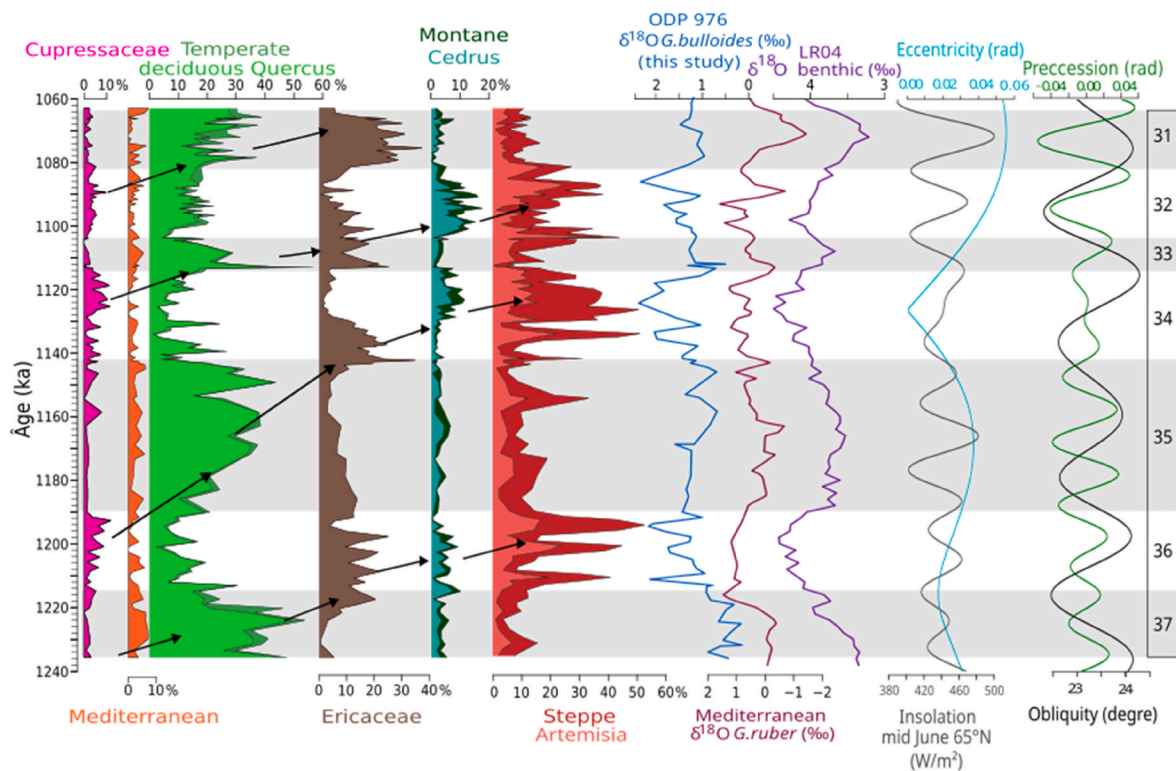 Cupressaceae
Temperate
deciduous Quercus
Montane
Cedrus
ODP 976
δ18O G.bulloides (‰)
(this study)
LR04
δ18O benthic (‰)
Eccentricity (rad)
Preccession (rad)
0 10%
0 10 20 30 40 50%
0 10 20%
2 1 0
5 4 3
0.00 0.02 0.04 0.06
−0.04 0.00 0.04
Âge (ka)
1060
1080
1100
1120
1140
1160
1180
1200
1220
1240
31
32
33
34
35
36
37
0 10%
0 10 20 30 40%
0 10 20 30 40 50 60%
2 1 0 −1 −2
380 420 460 500
23 24
Mediterranean
Ericaceae
Steppe
Artemisia
Mediterranean
δ18O G.ruber (‰)
Insolation
mid June 65°N
(W/m²)
Obliquity (degre)